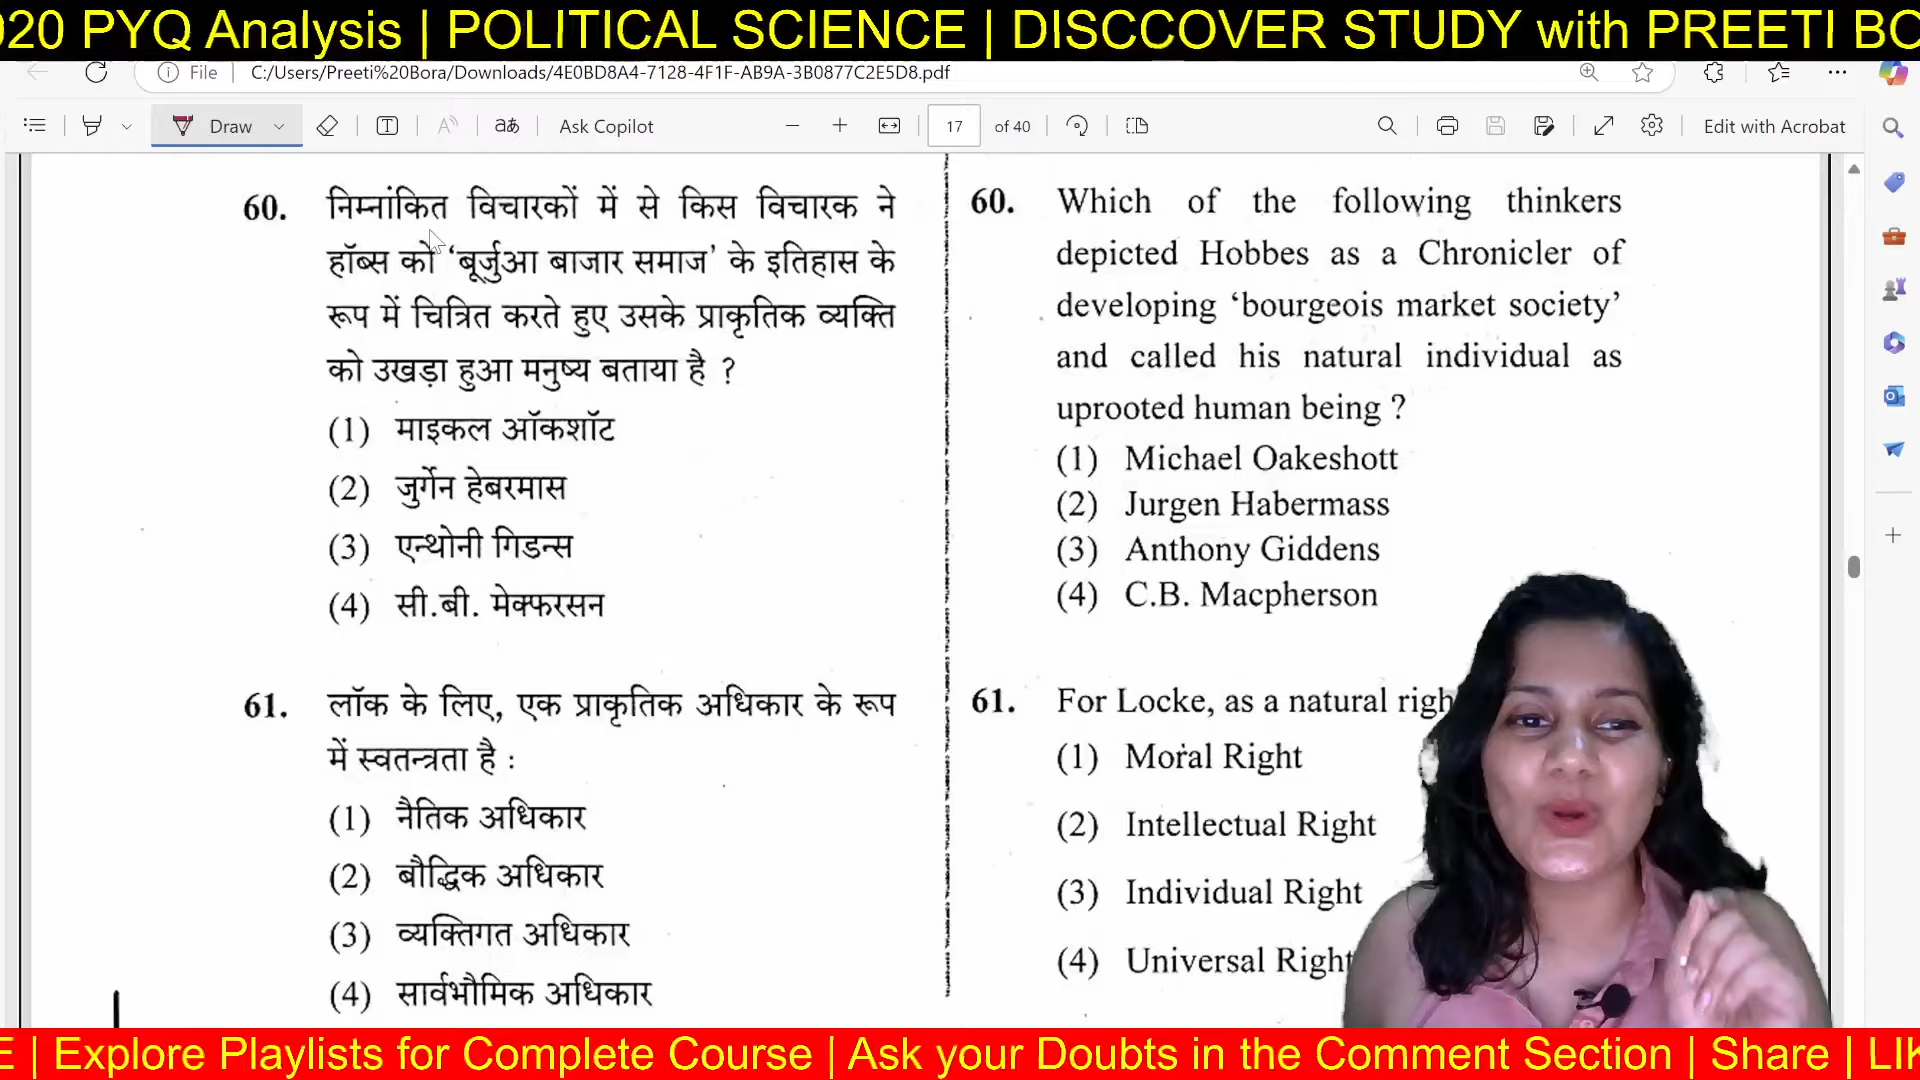 020 PYQ Analysis | POLITICAL SCIENCE | DISCCOVER STUDY with PREETI BO
File C:/Users/Preeti%20Bora/Downloads/4E0BD8A4-7128-4F1F-AB9A-3B0877C2E5D8.pdf
Draw Ask Copilot 17 of 40 Edit with Acrobat
60. निम्नांकित विचारकों में से किस विचारक ने
हॉब्स को ‘बूर्जुआ बाजार समाज’ के इतिहास के
रूप में चित्रित करते हुए उसके प्राकृतिक व्यक्ति
को उखड़ा हुआ मनुष्य बताया है ?
(1) माइकल ऑकशॉट
(2) जुर्गेन हेबरमास
(3) एन्थोनी गिडन्स
(4) सी.बी. मेक्फरसन
61. लॉक के लिए, एक प्राकृतिक अधिकार के रूप
में स्वतन्त्रता है :
(1) नैतिक अधिकार
(2) बौद्धिक अधिकार
(3) व्यक्तिगत अधिकार
(4) सार्वभौमिक अधिकार
60. Which of the following thinkers
depicted Hobbes as a Chronicler of
developing ‘bourgeois market society’
and called his natural individual as
uprooted human being ?
(1) Michael Oakeshott
(2) Jurgen Habermass
(3) Anthony Giddens
(4) C.B. Macpherson
61. For Locke, as a natural righ
(1) Moral Right
(2) Intellectual Right
(3) Individual Right
(4) Universal Right
E | Explore Playlists for Complete Course | Ask your Doubts in the Comment Section | Share | LI